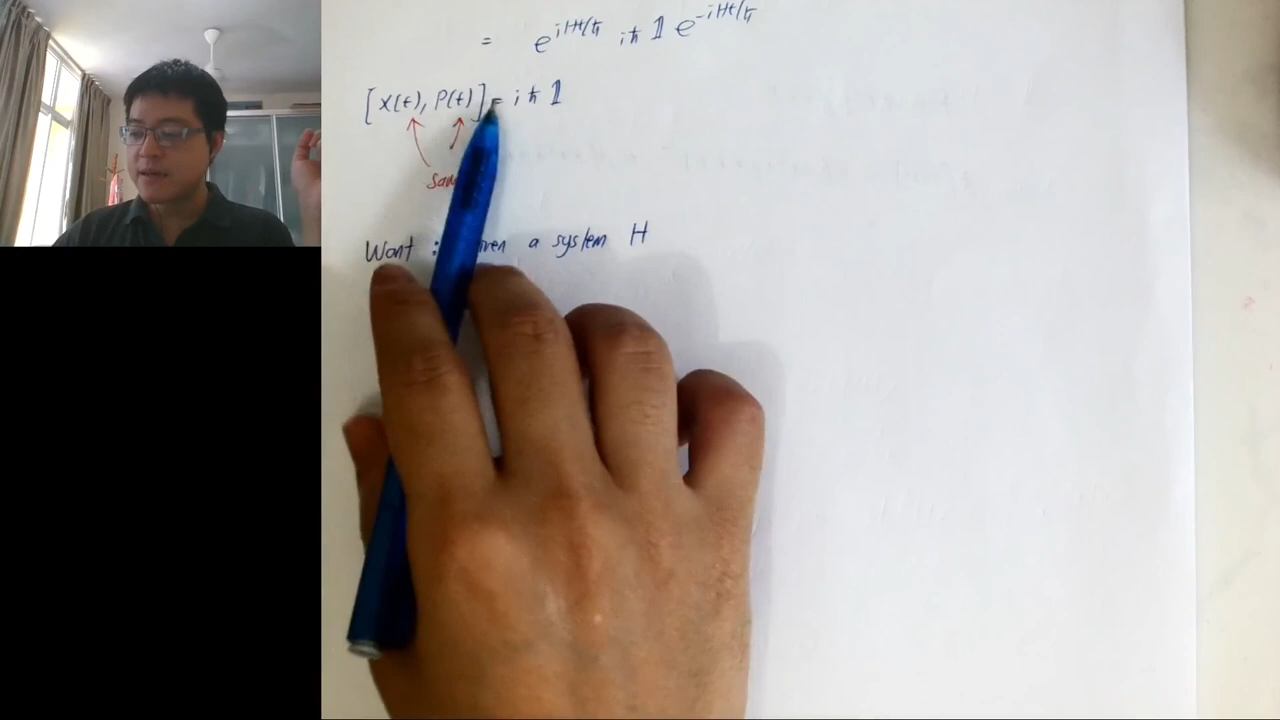 = e^{iHt/ħ} iħ 𝟙 e^{-iHt/ħ}
[X(t), P(t)] = iħ 𝟙
Want : a system H